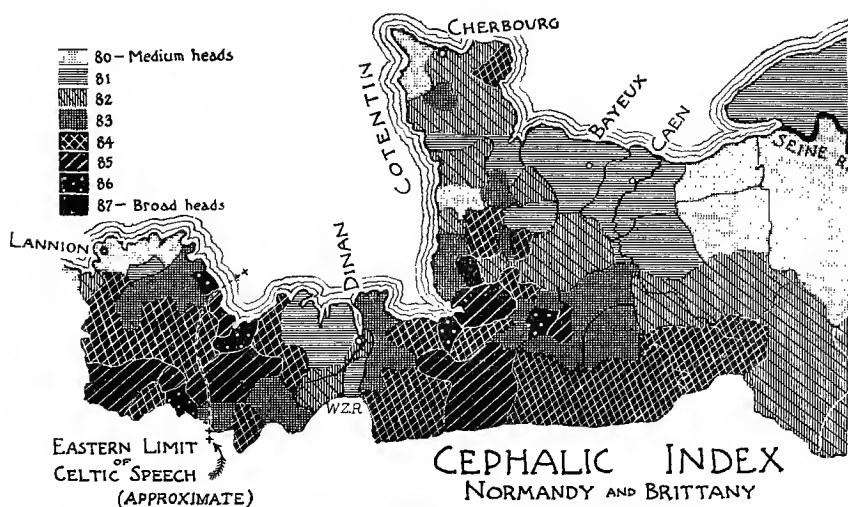 80 – Medium heads
81
82
83
84
85
86
87 – Broad heads
CHERBOURG
COTENTIN
BAYEUX
CAEN
SEINE R.
LANNION
DINAN
W.Z.R.
EASTERN LIMIT
OF
CELTIC SPEECH
(APPROXIMATE)
CEPHALIC INDEX
NORMANDY AND BRITTANY